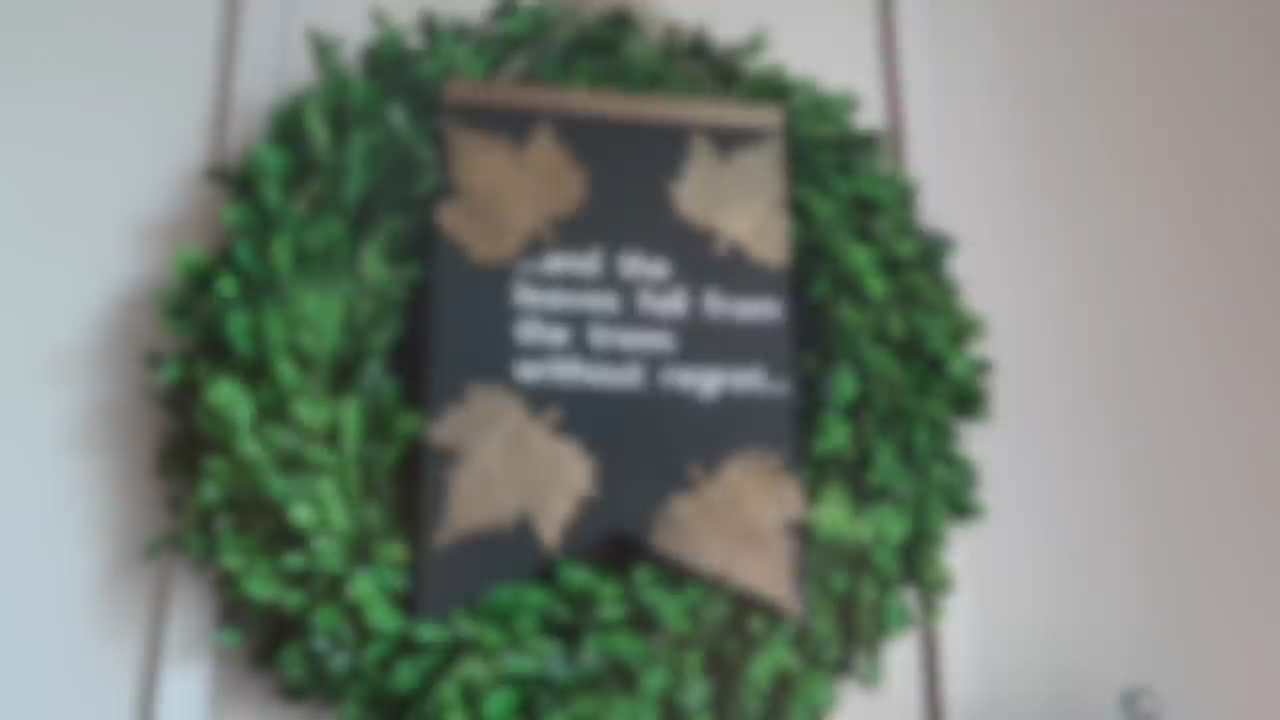 ...and the
leaves fall from
the trees
without regret...